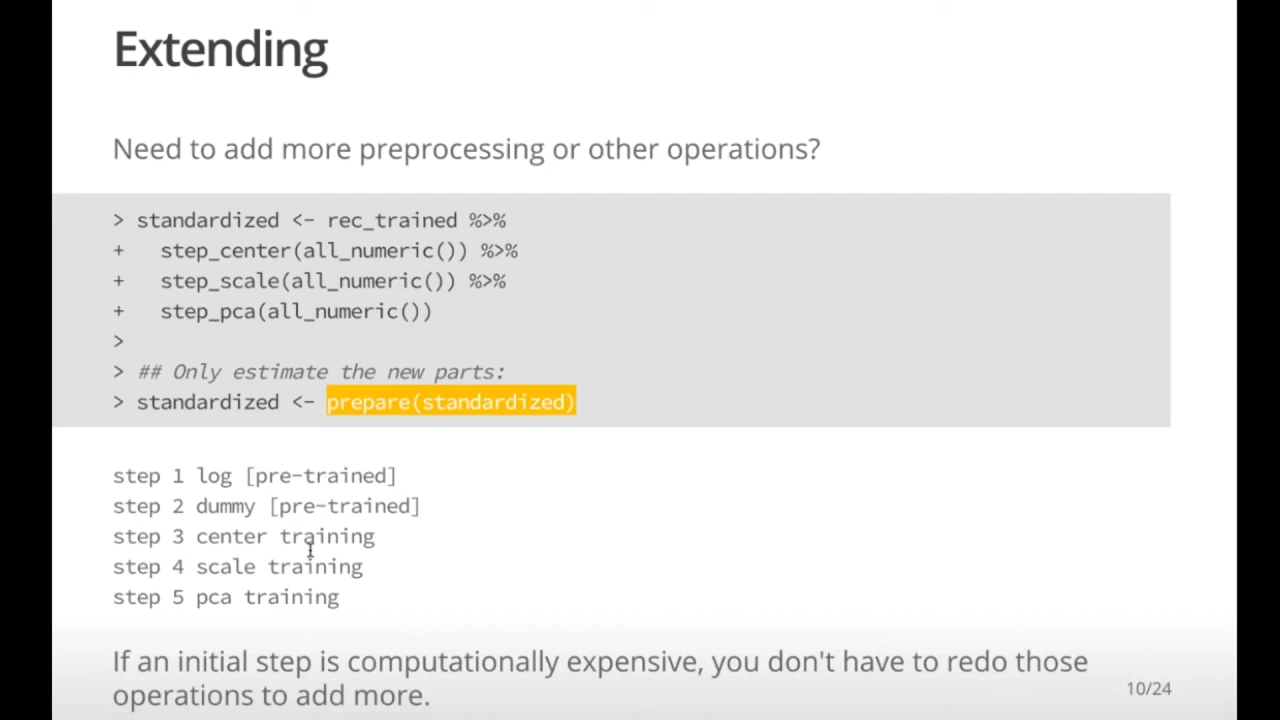 Extending
Need to add more preprocessing or other operations?
> standardized <- rec_trained %>%
+   step_center(all_numeric()) %>%
+   step_scale(all_numeric()) %>%
+   step_pca(all_numeric())
>
> ## Only estimate the new parts:
> standardized <- prepare(standardized)
step 1 log [pre-trained]
step 2 dummy [pre-trained]
step 3 center training
step 4 scale training
step 5 pca training
If an initial step is computationally expensive, you don't have to redo those
operations to add more.
10/24